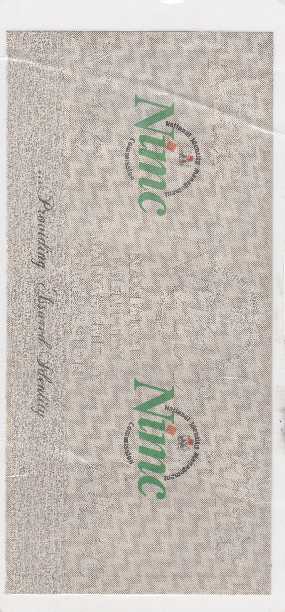 National Identity Management
Nimc
Commission
National Identity Management
Nimc
Commission
NATIONAL
IDENTITY
MANAGEMENT
COMMISSION
... Providing Assured Identity